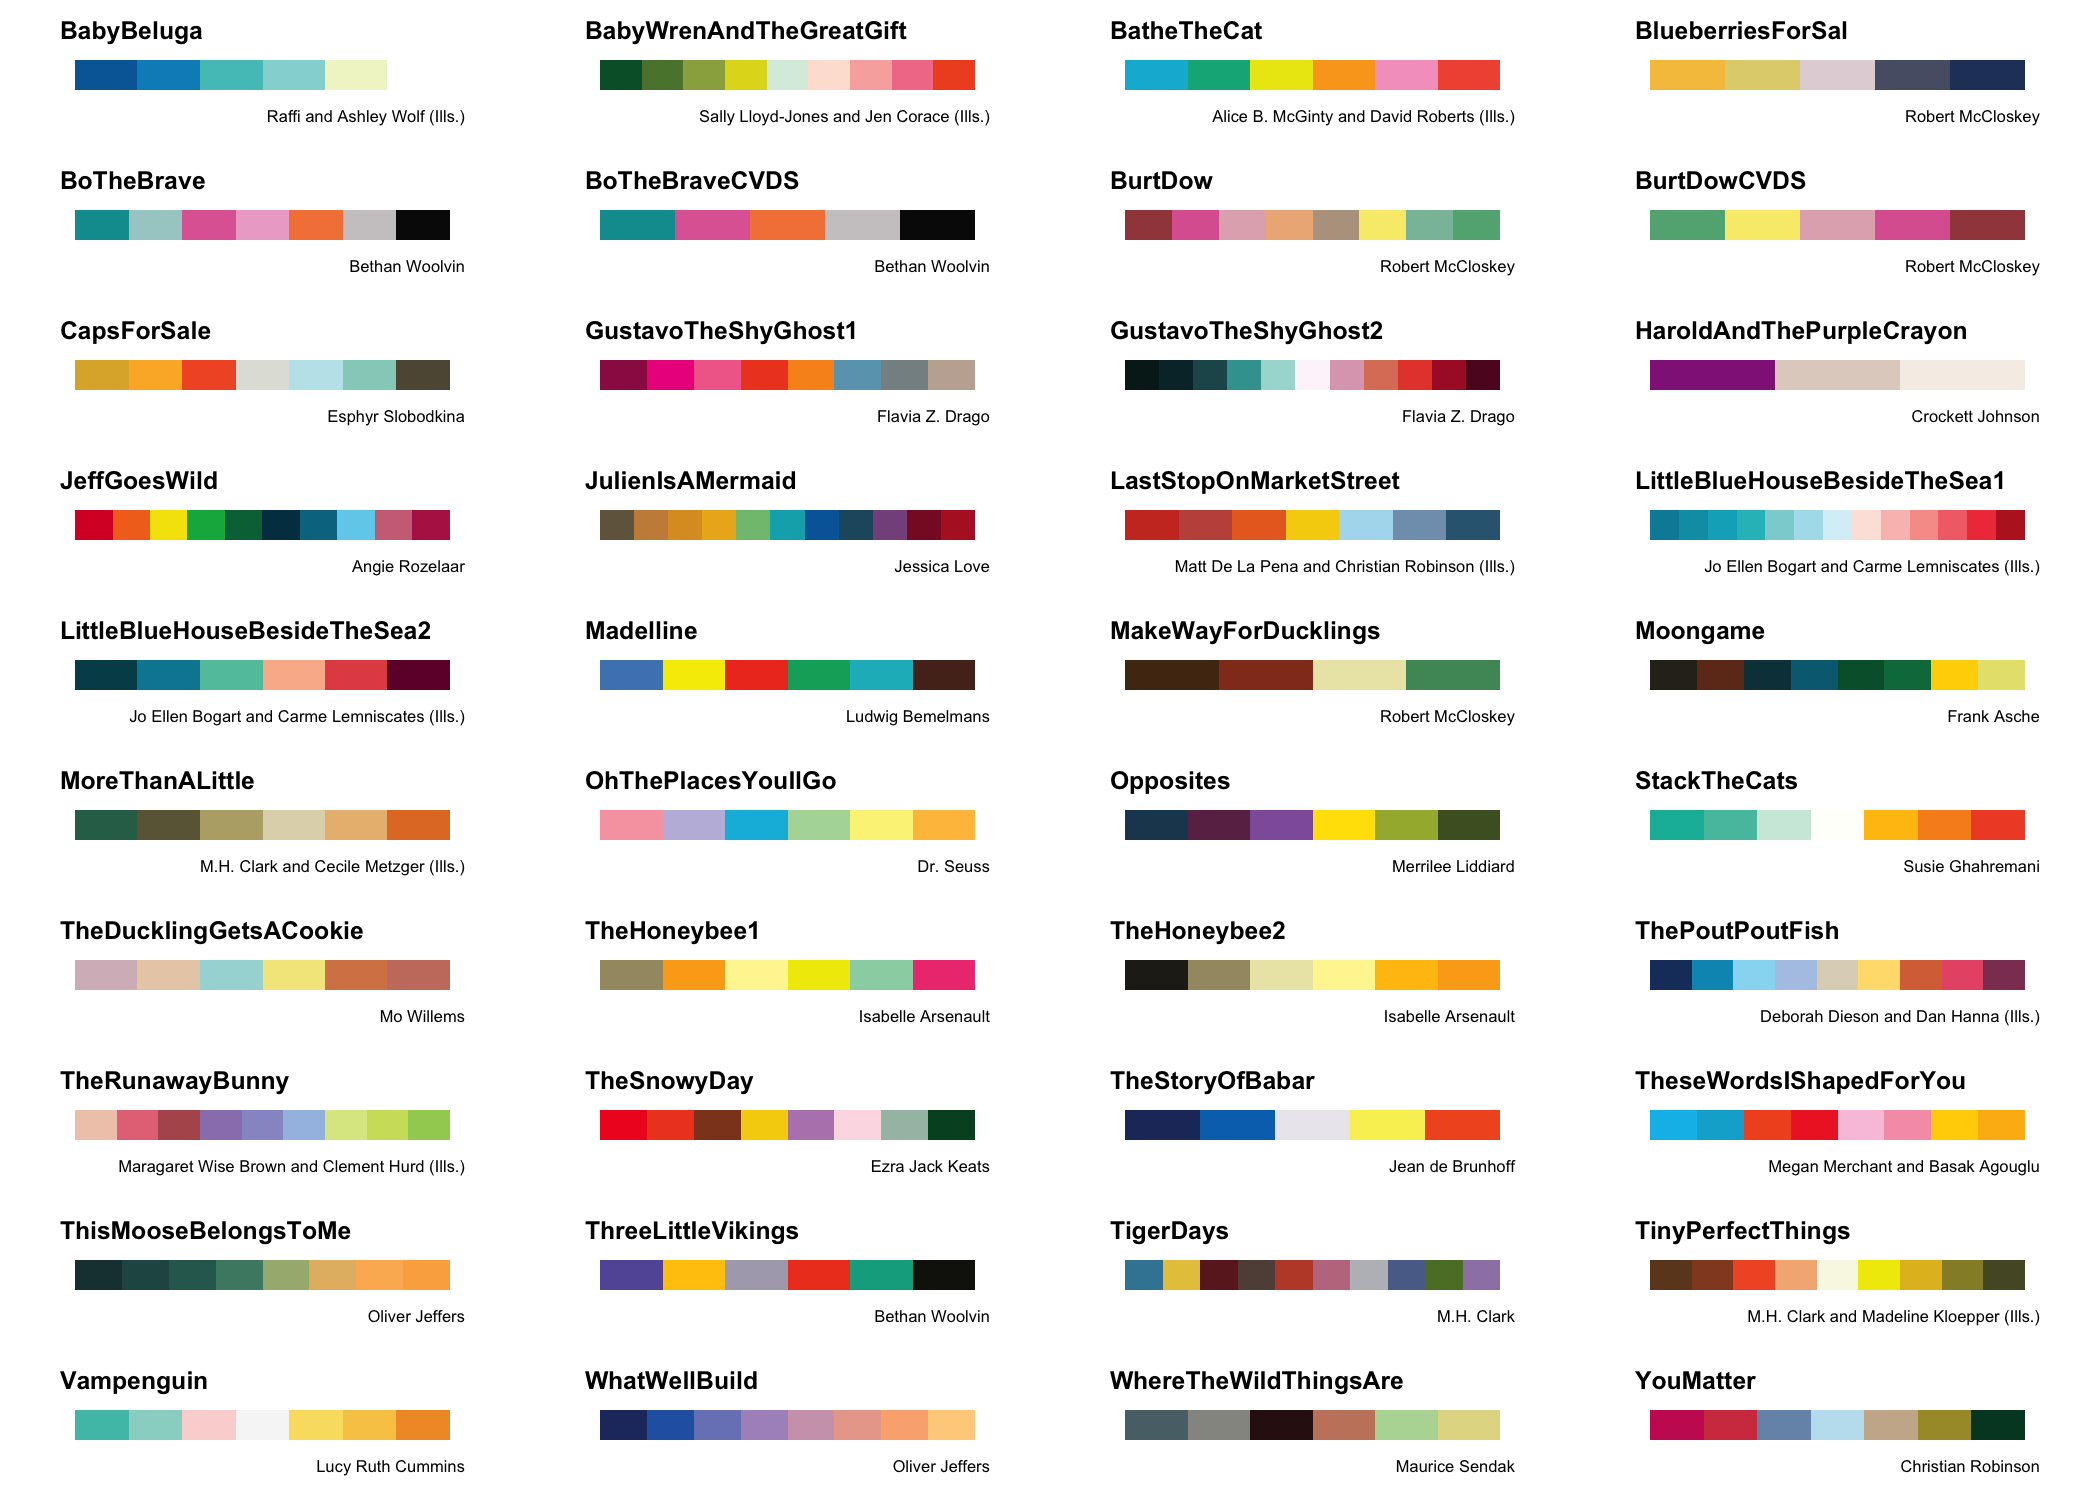 BabyBeluga
Raffi and Ashley Wolf (Ills.)
BabyWrenAndTheGreatGift
Sally Lloyd-Jones and Jen Corace (Ills.)
BatheTheCat
Alice B. McGinty and David Roberts (Ills.)
BlueberriesForSal
Robert McCloskey
BoTheBrave
Bethan Woolvin
BoTheBraveCVDS
Bethan Woolvin
BurtDow
Robert McCloskey
BurtDowCVDS
Robert McCloskey
CapsForSale
Esphyr Slobodkina
GustavoTheShyGhost1
Flavia Z. Drago
GustavoTheShyGhost2
Flavia Z. Drago
HaroldAndThePurpleCrayon
Crockett Johnson
JeffGoesWild
Angie Rozelaar
JulienIsAMermaid
Jessica Love
LastStopOnMarketStreet
Matt De La Pena and Christian Robinson (Ills.)
LittleBlueHouseBesideTheSea1
Jo Ellen Bogart and Carme Lemniscates (Ills.)
LittleBlueHouseBesideTheSea2
Jo Ellen Bogart and Carme Lemniscates (Ills.)
Madelline
Ludwig Bemelmans
MakeWayForDucklings
Robert McCloskey
Moongame
Frank Asche
MoreThanALittle
M.H. Clark and Cecile Metzger (Ills.)
OhThePlacesYoullGo
Dr. Seuss
Opposites
Merrilee Liddiard
StackTheCats
Susie Ghahremani
TheDucklingGetsACookie
Mo Willems
TheHoneybee1
Isabelle Arsenault
TheHoneybee2
Isabelle Arsenault
ThePoutPoutFish
Deborah Dieson and Dan Hanna (Ills.)
TheRunawayBunny
Maragaret Wise Brown and Clement Hurd (Ills.)
TheSnowyDay
Ezra Jack Keats
TheStoryOfBabar
Jean de Brunhoff
TheseWordsIShapedForYou
Megan Merchant and Basak Agouglu
ThisMooseBelongsToMe
Oliver Jeffers
ThreeLittleVikings
Bethan Woolvin
TigerDays
M.H. Clark
TinyPerfectThings
M.H. Clark and Madeline Kloepper (Ills.)
Vampenguin
Lucy Ruth Cummins
WhatWellBuild
Oliver Jeffers
WhereTheWildThingsAre
Maurice Sendak
YouMatter
Christian Robinson